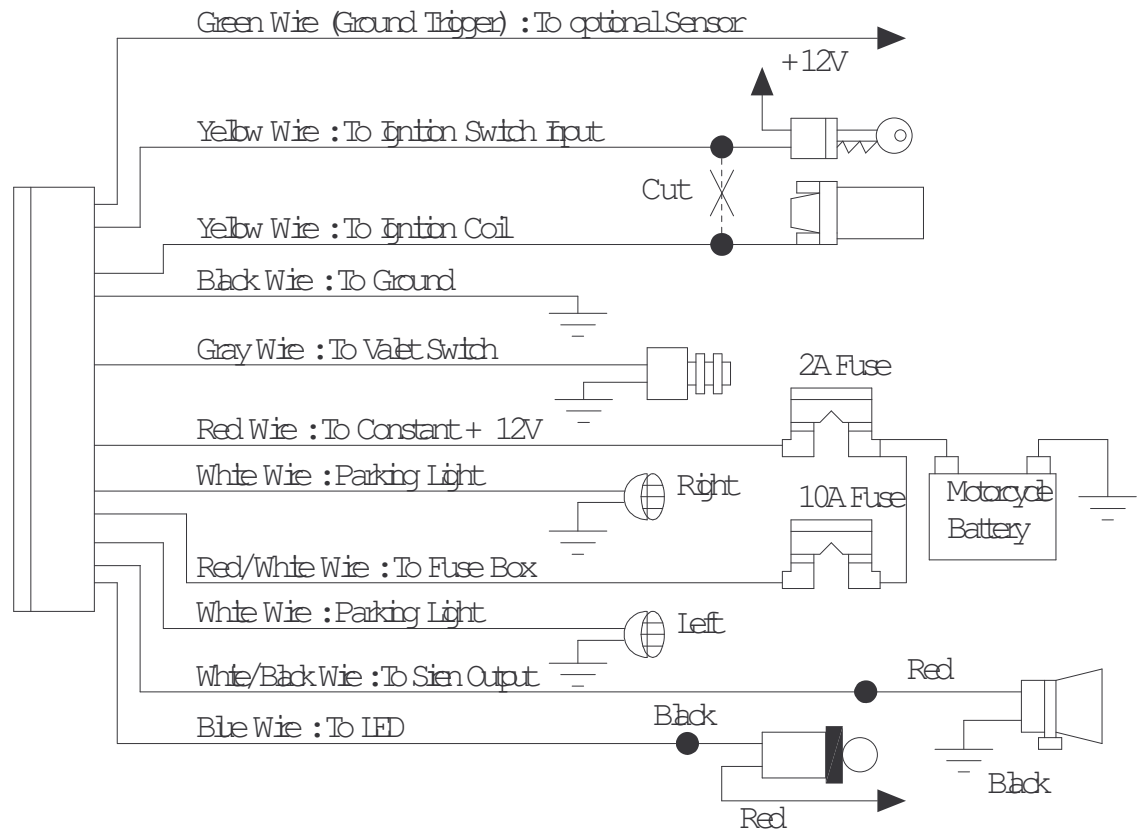 Green Wire (Ground Trigger) : To optional Sensor
+12V
Yellow Wire : To Ignition Switch Input
Cut
Yellow Wire : To Ignition Coil
Black Wire : To Ground
Gray Wire : To Valet Switch
2A Fuse
Red Wire : To Constant + 12V
White Wire : Parking Light
Right
10A Fuse
Motorcycle
Battery
Red/White Wire : To Fuse Box
White Wire : Parking Light
Left
White/Black Wire : To Siren Output
Red
Blue Wire : To LED
Black
Black
Red